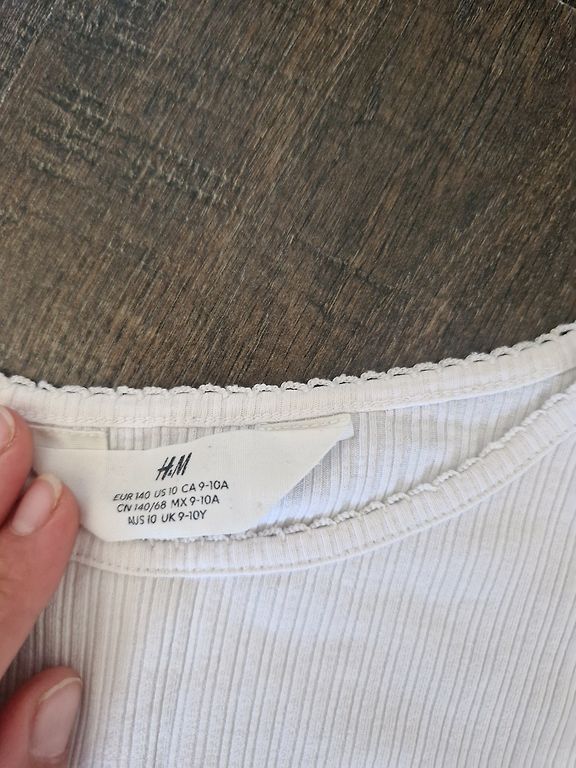 H&M
EUR 140 US 10 CA 9-10A
CN 140/68 MX 9-10A
AUS 10 UK 9-10Y